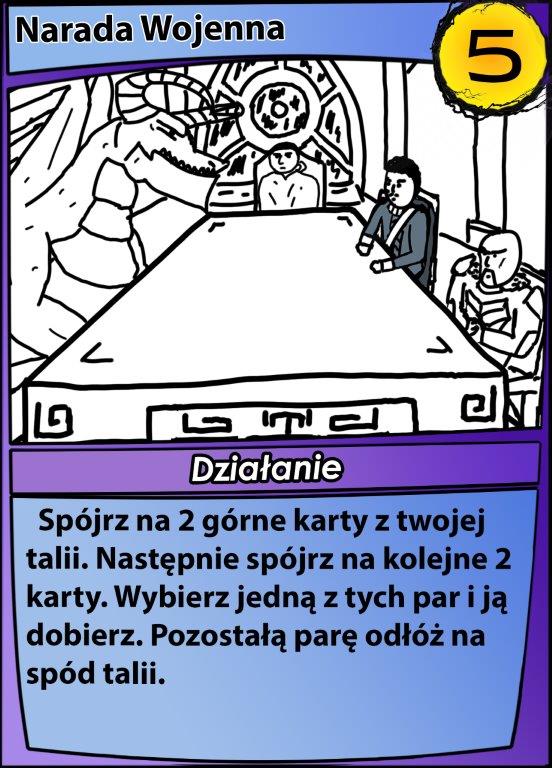 Narada Wojenna
5
Działanie
Spójrz na 2 górne karty z twojej
talii. Następnie spójrz na kolejne 2
karty. Wybierz jedną z tych par i ją
dobierz. Pozostałą parę odłóż na
spód talii.